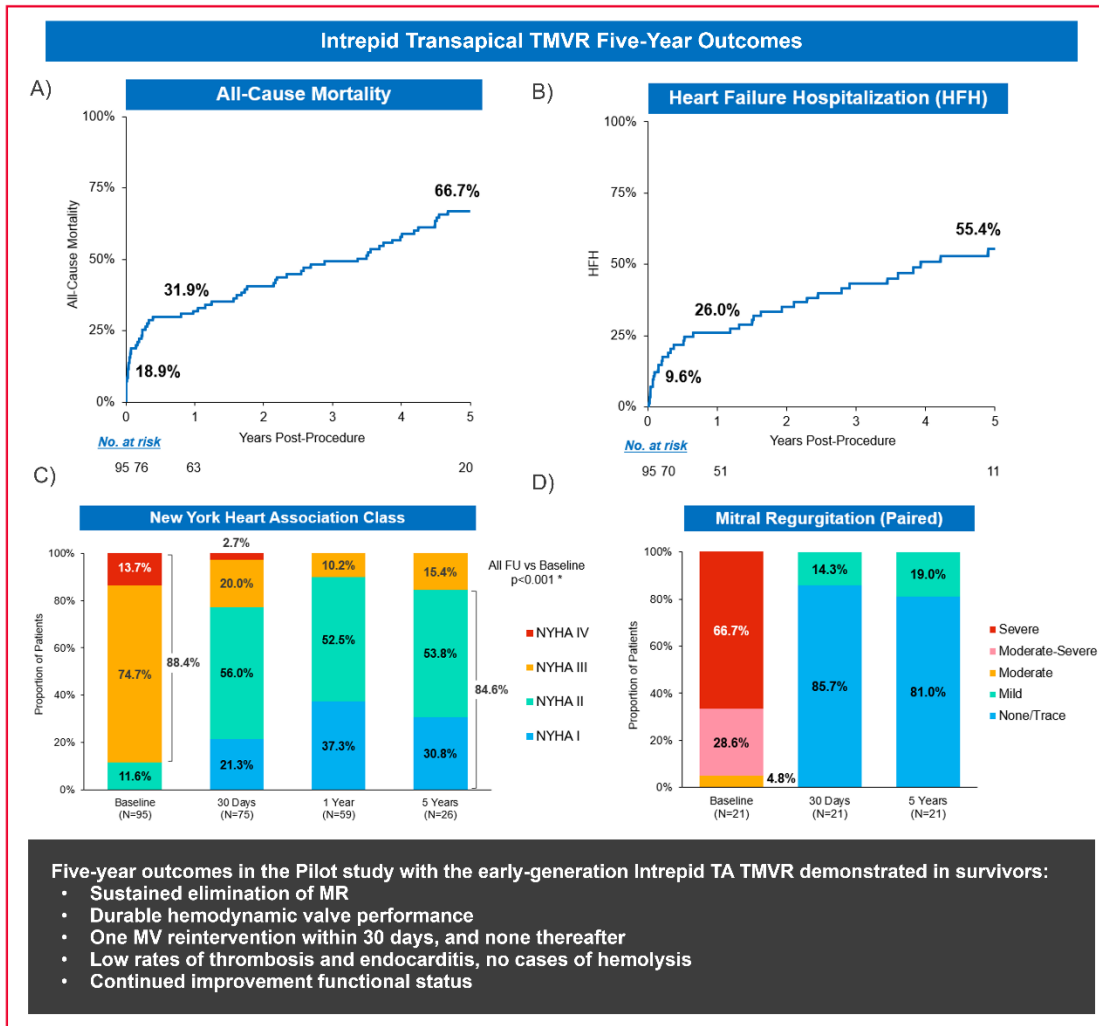 Intrepid Transapical TMVR Five-Year Outcomes
A)
All-Cause Mortality
100%
75%
50%
25%
0%
All-Cause Mortality
18.9%
31.9%
66.7%
0 1 2 3 4 5
Years Post-Procedure
No. at risk
95 76 63 20
B)
Heart Failure Hospitalization (HFH)
100%
75%
50%
25%
0%
HFH
9.6%
26.0%
55.4%
0 1 2 3 4 5
Years Post-Procedure
No. at risk
95 70 51 11
C)
New York Heart Association Class
100%
80%
60%
40%
20%
0%
Proportion of Patients
13.7%
74.7%
11.6%
88.4%
2.7%
20.0%
56.0%
21.3%
10.2%
52.5%
37.3%
15.4%
53.8%
30.8%
84.6%
Baseline 30 Days 1 Year 5 Years
(N=95) (N=75) (N=59) (N=26)
All FU vs Baseline
p<0.001 *
NYHA IV
NYHA III
NYHA II
NYHA I
D)
Mitral Regurgitation (Paired)
100%
80%
60%
40%
20%
0%
Proportion of Patients
66.7%
28.6%
4.8%
14.3%
85.7%
19.0%
81.0%
Baseline 30 Days 5 Years
(N=21) (N=21) (N=21)
Severe
Moderate-Severe
Moderate
Mild
None/Trace
Five-year outcomes in the Pilot study with the early-generation Intrepid TA TMVR demonstrated in survivors:
• Sustained elimination of MR
• Durable hemodynamic valve performance
• One MV reintervention within 30 days, and none thereafter
• Low rates of thrombosis and endocarditis, no cases of hemolysis
• Continued improvement functional status